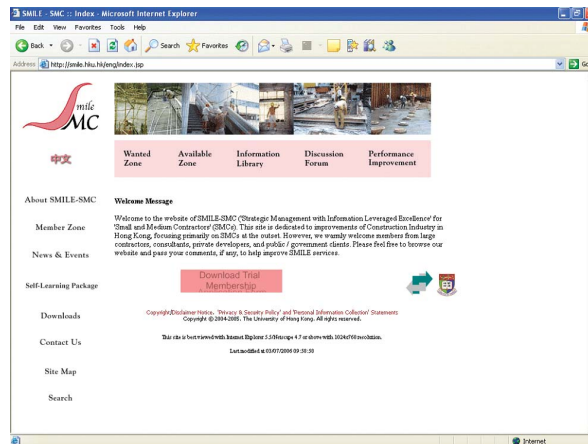 SMILE - SMC :: Index - Microsoft Internet Explorer
File Edit View Favorites Tools Help
Back Search Favorites
Address http://smile.hku.hk/eng/index.jsp Go
smile
MC
中文
Wanted Zone
Available Zone
Information Library
Discussion Forum
Performance Improvement
About SMILE-SMC
Member Zone
News & Events
Self-Learning Package
Downloads
Contact Us
Site Map
Search
Welcome Message
Welcome to the website of SMILE-SMC ('Strategic Management with Information Leveraged Excellence' for
'Small and Medium Contractors' (SMCs). This site is dedicated to improvements of Construction Industry in
Hong Kong, focusing primarily on SMCs at the outset. However, we warmly welcome members from large
contractors, consultants, private developers, and public / government clients. Please feel free to browse our
website and pass your comments, if any, to help improve SMILE services.
Download Trial
Membership
Copyright/Disclaimer Notice, 'Privacy & Security Policy' and 'Personal Information Collection' Statements
Copyright © 2004-2005. The University of Hong Kong. All rights reserved.
This site is best viewed with Internet Explorer 5.5/Netscape 4.7 or above with 1024x768 resolution.
Last modified at 03/07/2006 09:50:50
Internet